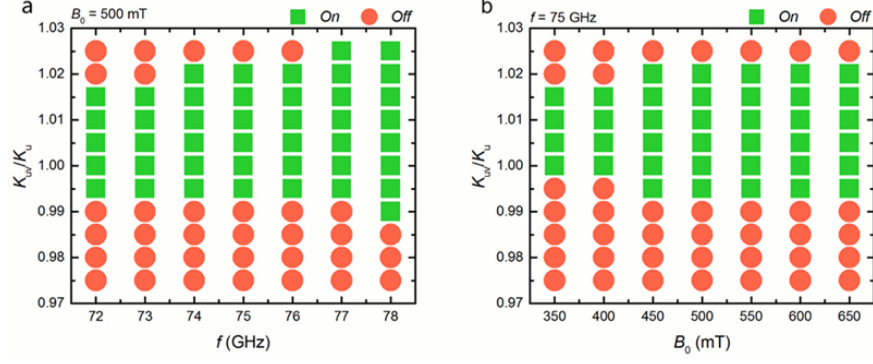 a
B0 = 500 mT
On
Off
1.03
1.02
1.01
1.00
0.99
0.98
0.97
Kuv/Ku
72
73
74
75
76
77
78
f (GHz)
b
f = 75 GHz
On
Off
1.03
1.02
1.01
1.00
0.99
0.98
0.97
Kuv/Ku
350
400
450
500
550
600
650
B0 (mT)